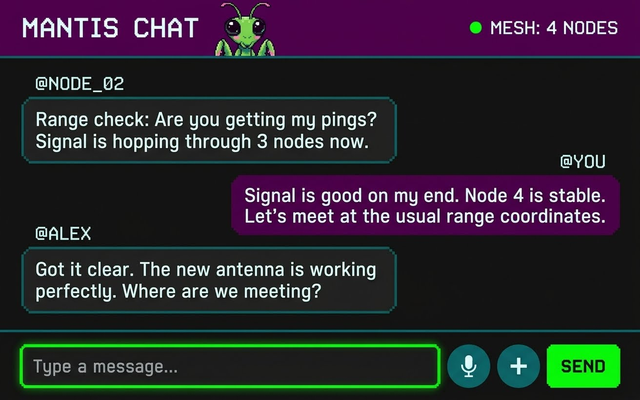 MANTIS CHAT
MESH: 4 NODES
@NODE_02
Range check: Are you getting my pings?
Signal is hopping through 3 nodes now.
@YOU
Signal is good on my end. Node 4 is stable.
Let's meet at the usual range coordinates.
@ALEX
Got it clear. The new antenna is working
perfectly. Where are we meeting?
Type a message...
SEND